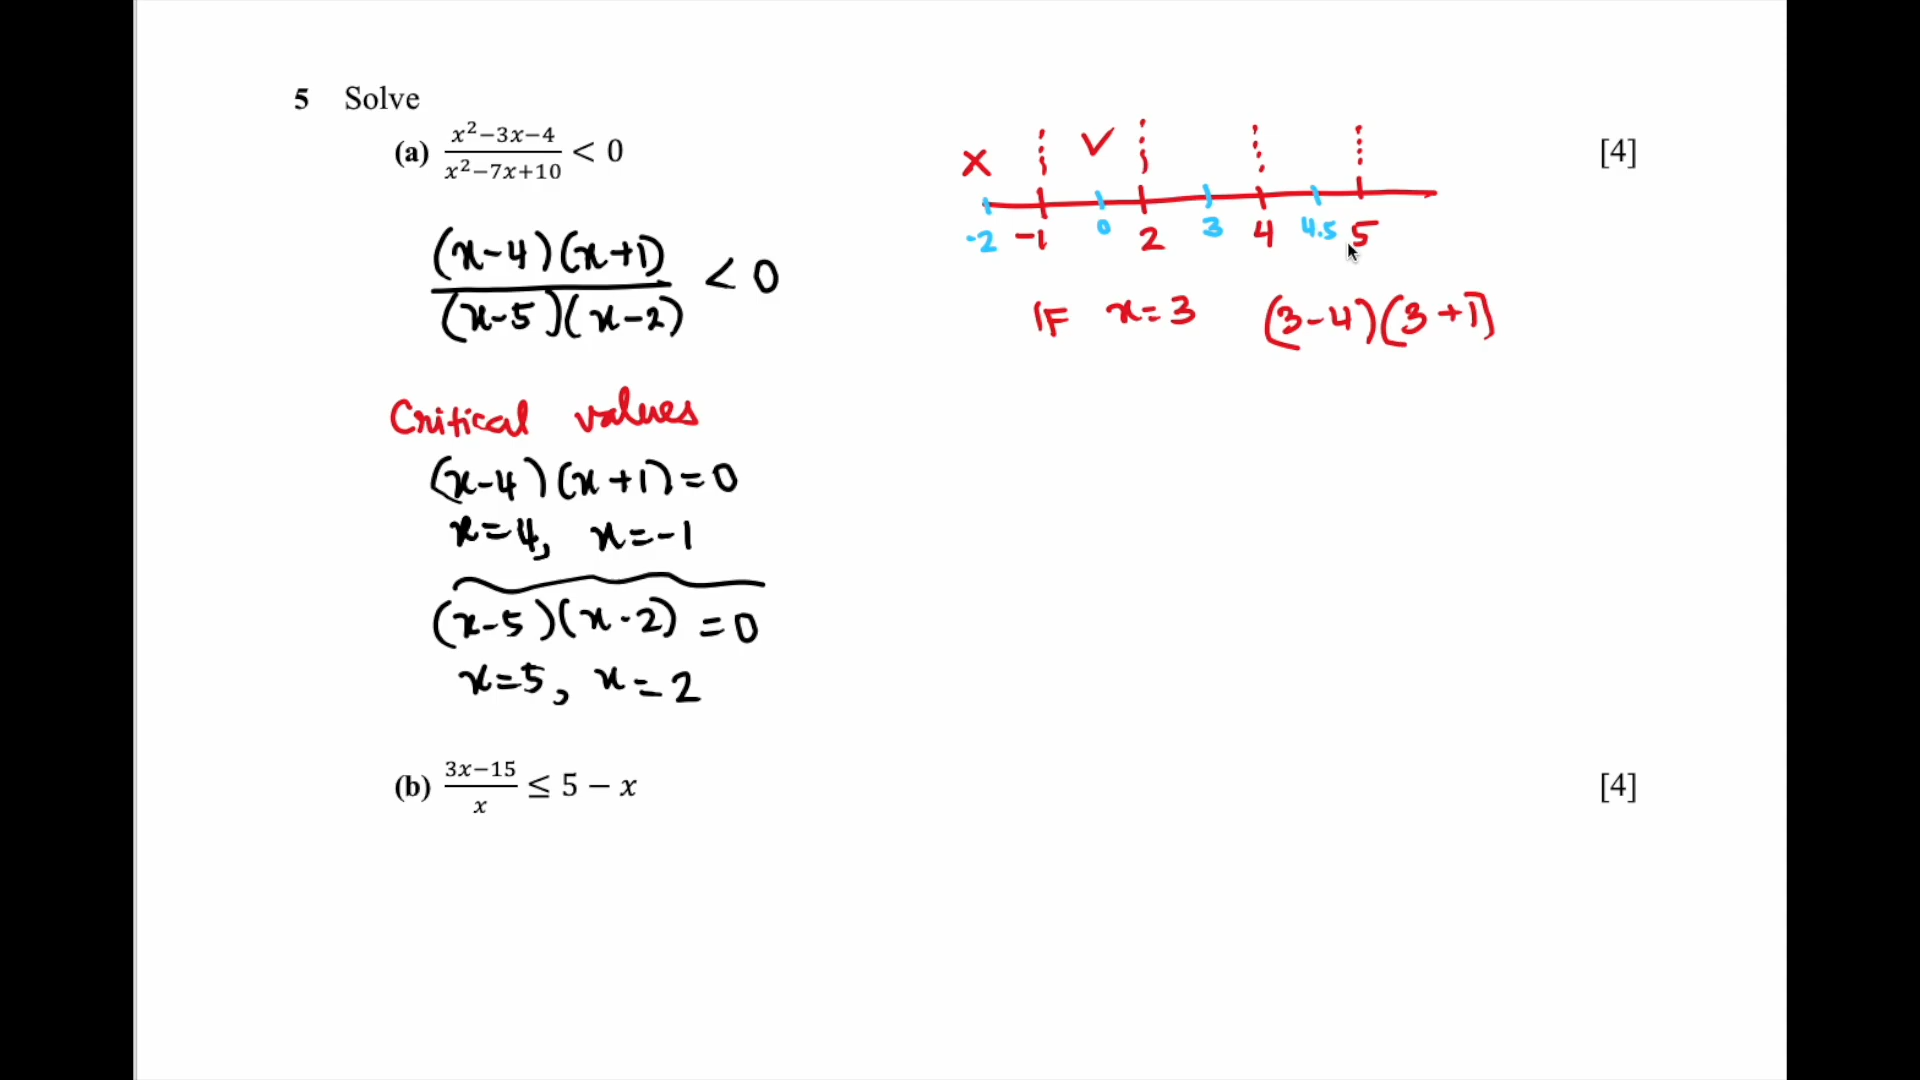 5 Solve
(a) x²−3x−4 / x²−7x+10 < 0 [4]
(x-4)(x+1) / (x-5)(x-2) < 0
Critical values
(x-4)(x+1)=0
x=4, x=-1
(x-5)(x-2)=0
x=5, x=2
X ✓
-2 -1 0 2 3 4 4.5 5
IF x=3 (3-4)(3+1)
(b) 3x−15 / x ≤ 5 − x [4]